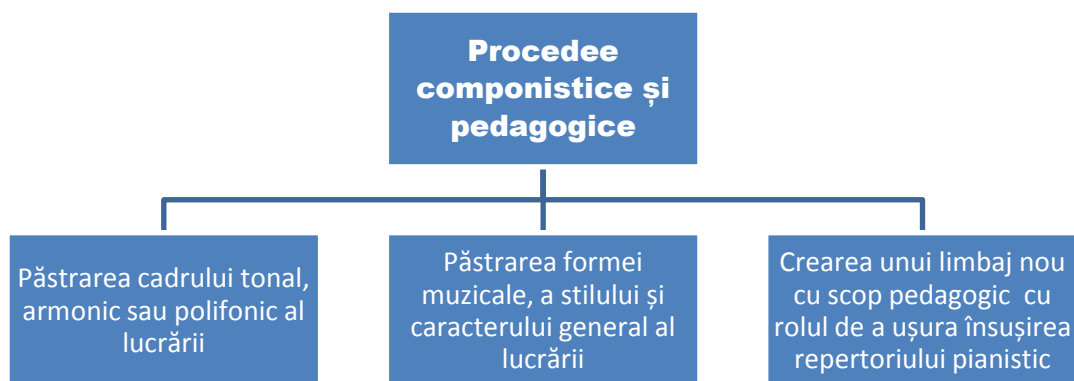 Procedee
componistice și
pedagogice
Păstrarea cadrului tonal,
armonic sau polifonic al
lucrării
Păstrarea formei
muzicale, a stilului și
caracterului general al
lucrării
Crearea unui limbaj nou
cu scop pedagogic cu
rolul de a ușura însușirea
repertoriului pianistic